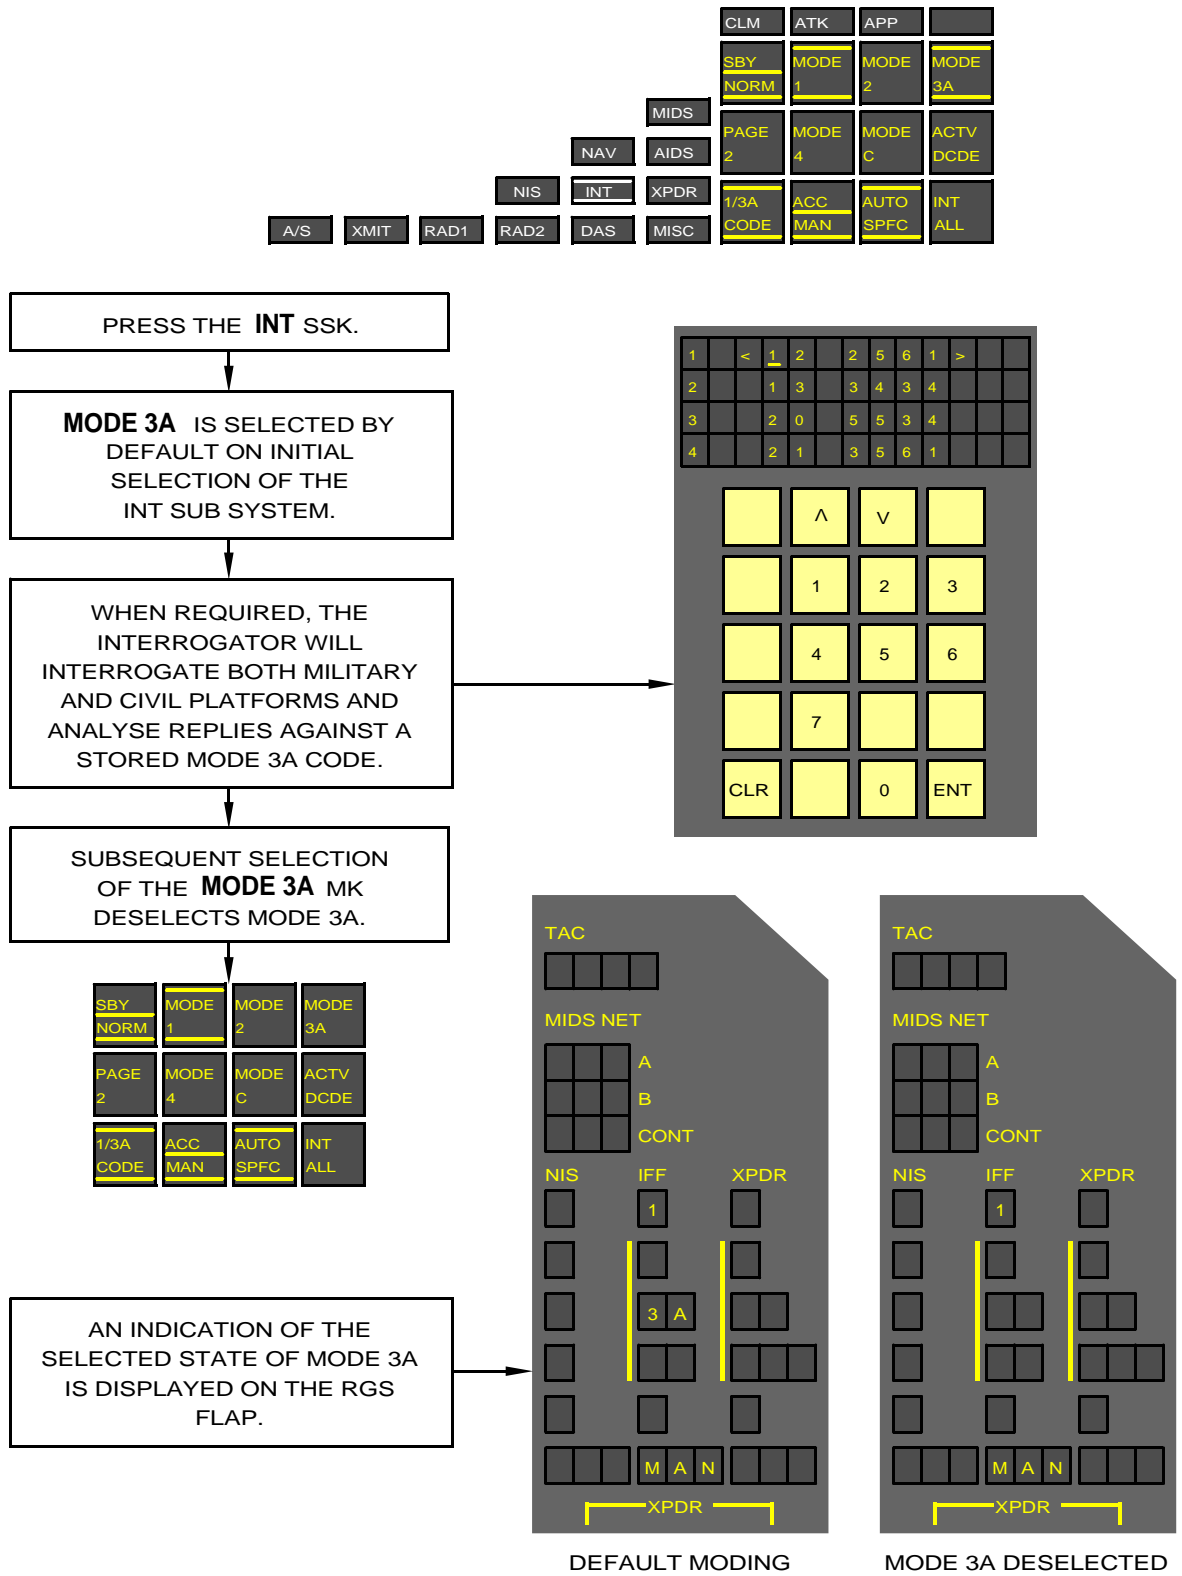 CLM ATK APP
SBY NORM MODE 1 MODE 2 MODE 3A
MIDS
PAGE 2 MODE 4 MODE C ACTV DCDE
NAV AIDS
NIS INT XPDR
1/3A CODE ACC MAN AUTO SPFC INT ALL
A/S XMIT RAD1 RAD2 DAS MISC
PRESS THE INT SSK.
MODE 3A IS SELECTED BY
DEFAULT ON INITIAL
SELECTION OF THE
INT SUB SYSTEM.
WHEN REQUIRED, THE
INTERROGATOR WILL
INTERROGATE BOTH MILITARY
AND CIVIL PLATFORMS AND
ANALYSE REPLIES AGAINST A
STORED MODE 3A CODE.
1 < 1 2 2 5 6 1 >
2 1 3 3 4 3 4
3 2 0 5 5 3 4
4 2 1 3 5 6 1
Λ V
1 2 3
4 5 6
7
CLR 0 ENT
SUBSEQUENT SELECTION
OF THE MODE 3A MK
DESELECTS MODE 3A.
SBY NORM MODE 1 MODE 2 MODE 3A
PAGE 2 MODE 4 MODE C ACTV DCDE
1/3A CODE ACC MAN AUTO SPFC INT ALL
AN INDICATION OF THE
SELECTED STATE OF MODE 3A
IS DISPLAYED ON THE RGS
FLAP.
TAC
MIDS NET
A
B
CONT
NIS IFF XPDR
1
3 A
M A N
XPDR
DEFAULT MODING
TAC
MIDS NET
A
B
CONT
NIS IFF XPDR
1
M A N
XPDR
MODE 3A DESELECTED